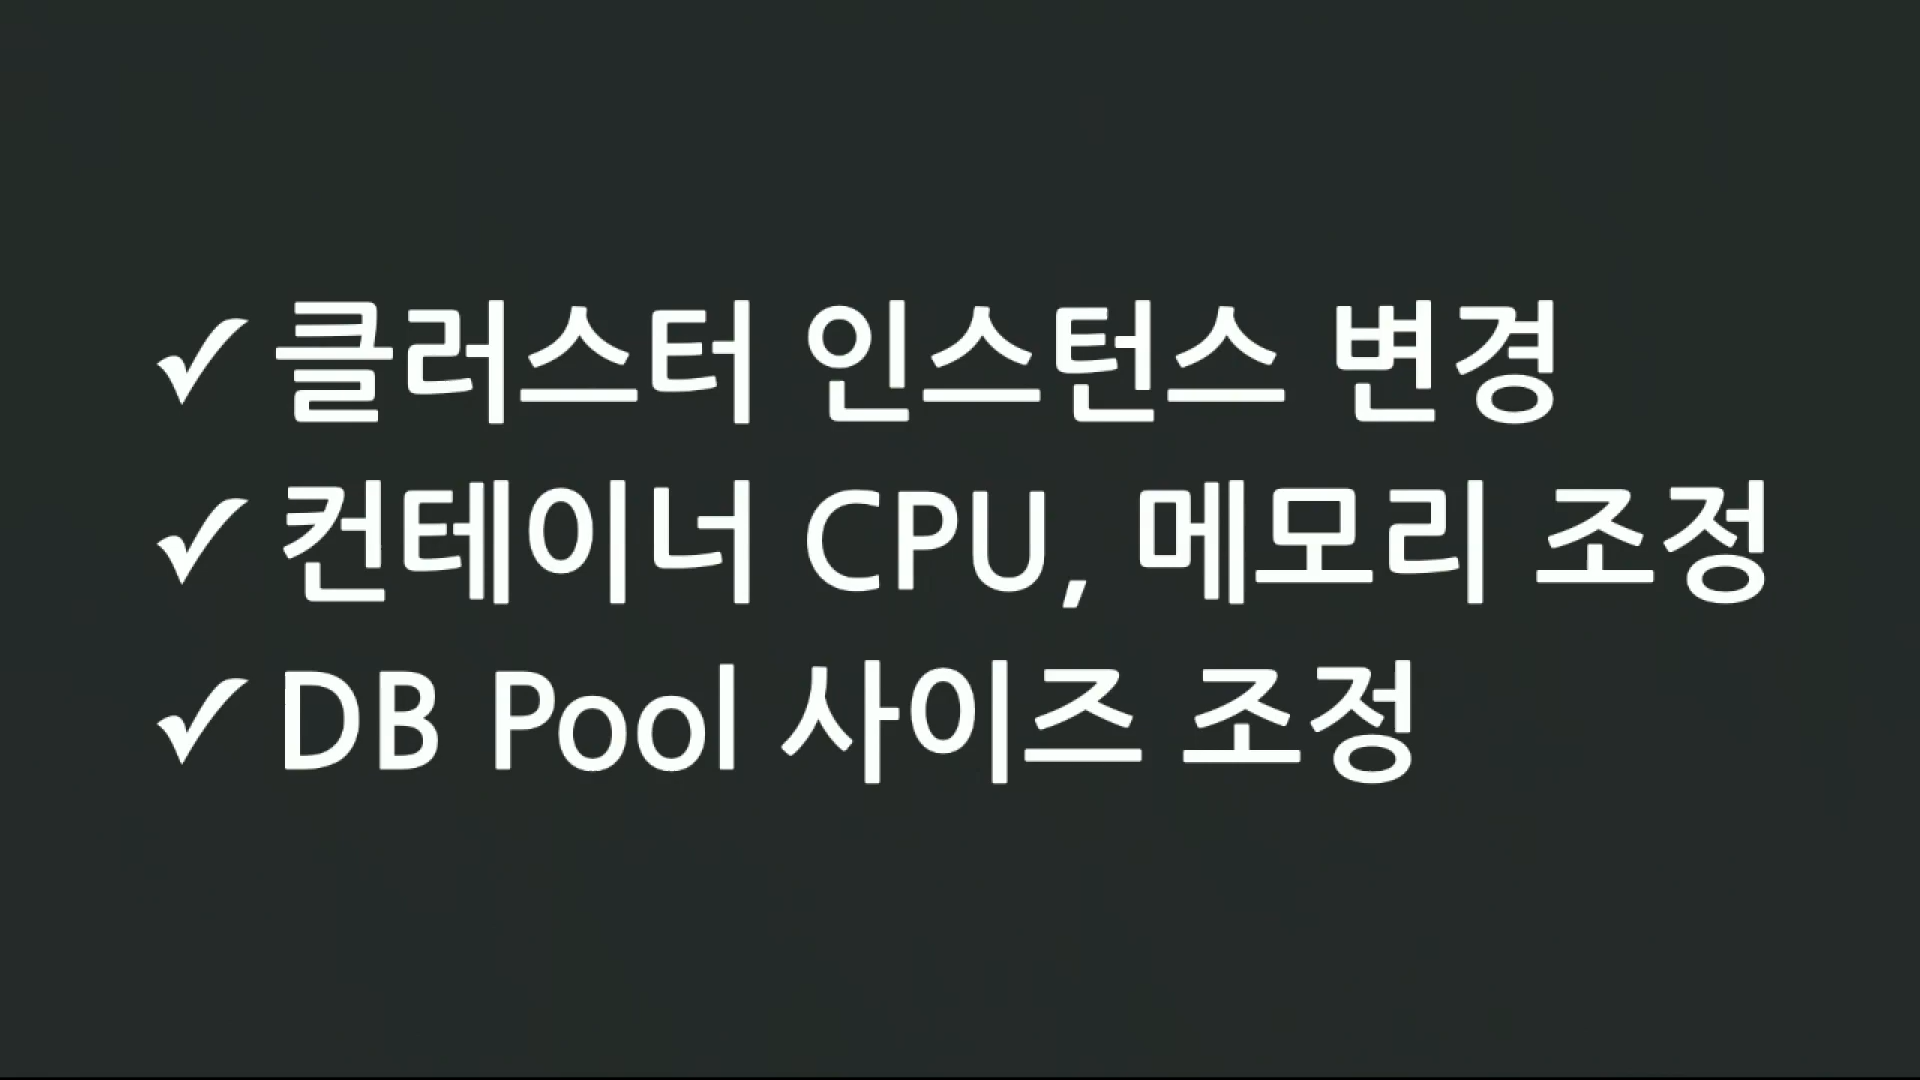 ✓ 클러스터 인스턴스 변경
✓ 컨테이너 CPU, 메모리 조정
✓ DB Pool 사이즈 조정